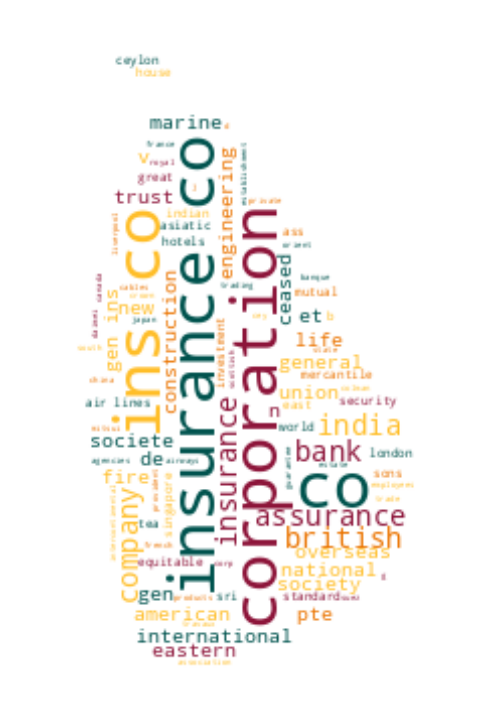 ceylon
house
marine
france
v
royal
great
trust
indian
asiatic
hotels
insurance co
ins co
corporation
engineering
establishment
private
ass
orient
ceased
banque
mutual
et
b
trading
liverpool
canada
cables
new
japan
gen ins
construction
investment
scottish
south
china
life
general
mercantile
union
security
east
n
world
india
air lines
societe
agencies
de
airways
insurance
bank
london
estate
co
sons
employees
trade
fire
company
singapore
tea
french
assurance
british
overseas
equitable
corp
national
society
gen
products
sri
standard
american
pte
international
eastern
association